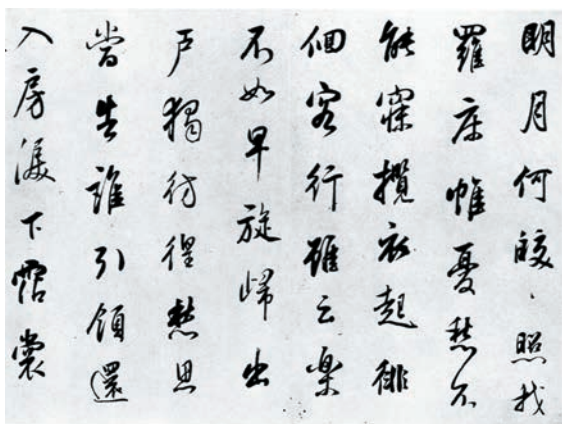 明月何皎、照我
羅床帷憂愁不
能寐攬衣起徘
佪客行雖云樂
不如早旋歸出
户獨彷徨愁思
當告誰引領還
入房淚下霑裳